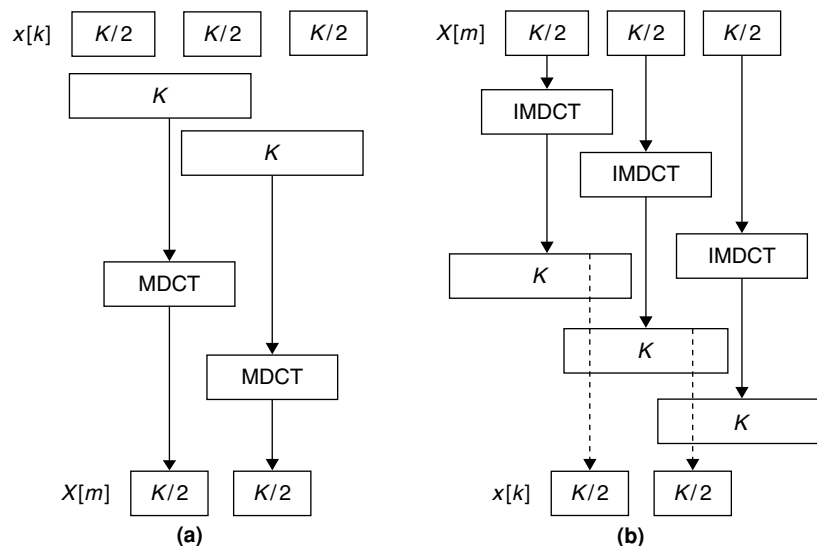 x[k] K/2 K/2 K/2
K
K
MDCT
MDCT
X[m] K/2 K/2
(a)
X[m] K/2 K/2 K/2
IMDCT
IMDCT
IMDCT
K
K
K
x[k] K/2 K/2
(b)